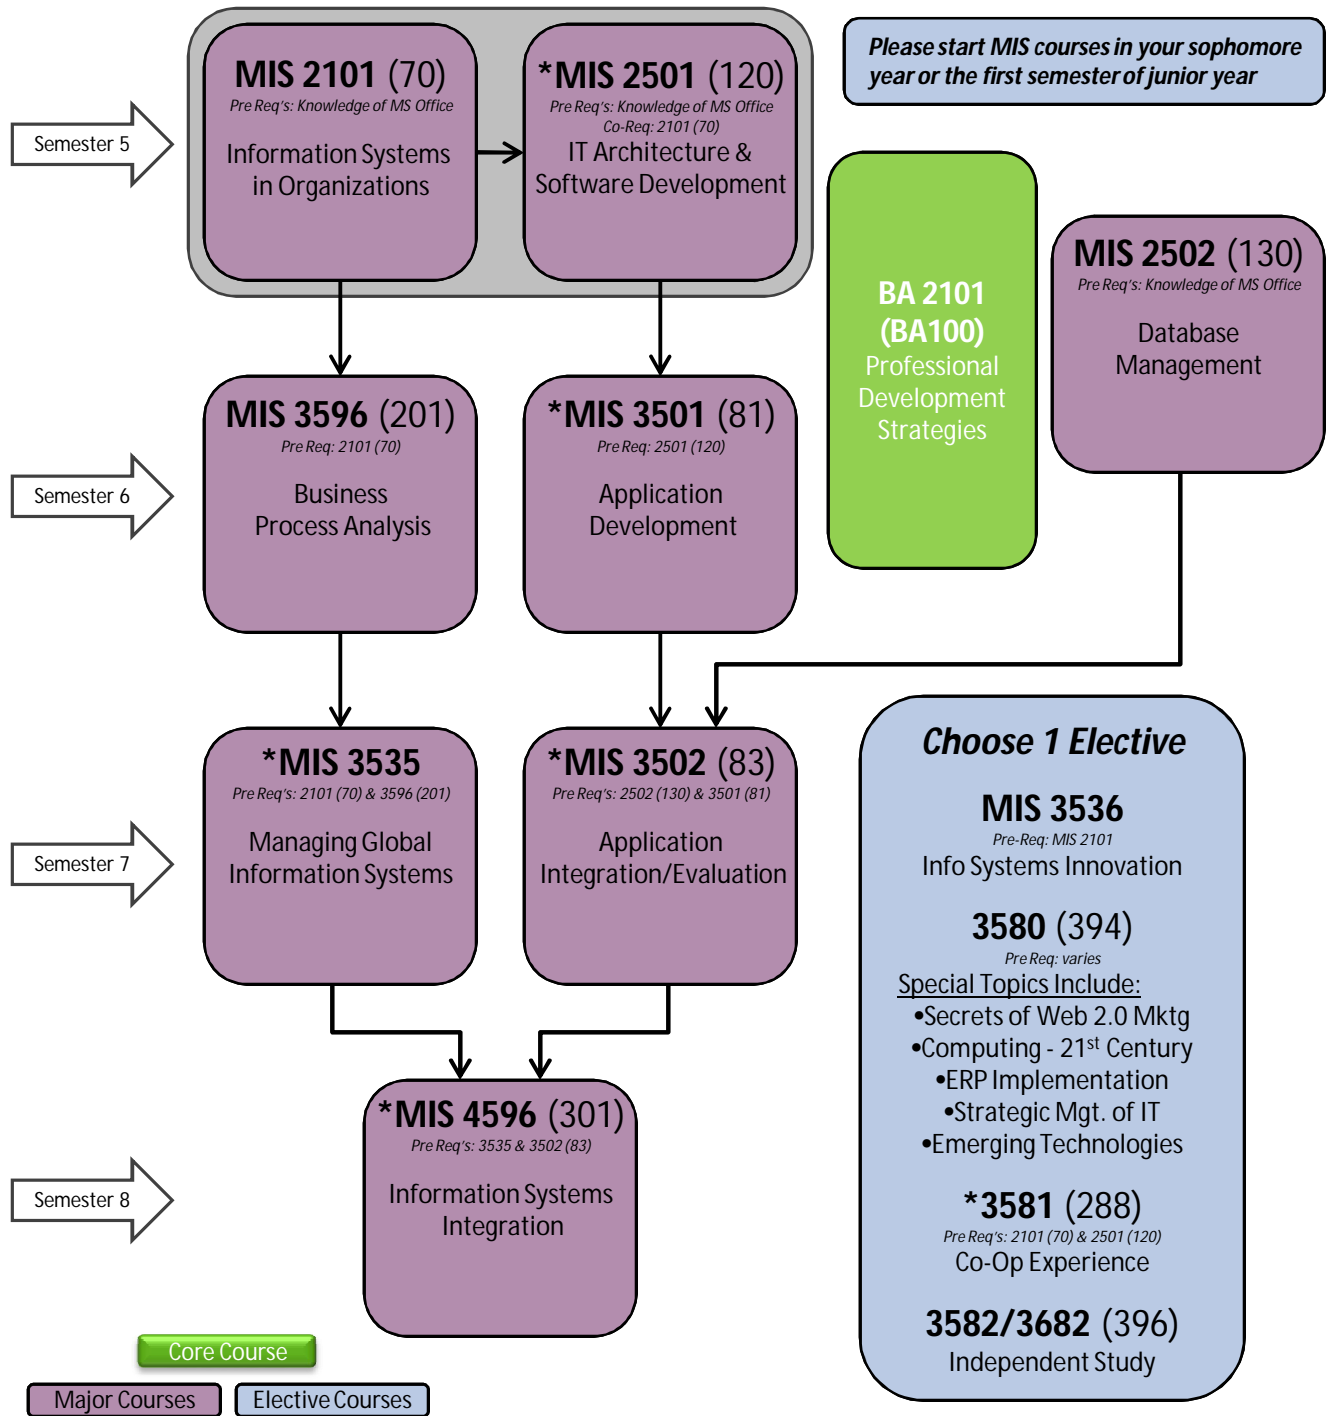 Please start MIS courses in your sophomore
year or the first semester of junior year
Semester 5
MIS 2101 (70)
Pre Req's: Knowledge of MS Office
Information Systems
in Organizations
*MIS 2501 (120)
Pre Req's: Knowledge of MS Office
Co-Req: 2101 (70)
IT Architecture &
Software Development
BA 2101
(BA100)
Professional
Development
Strategies
MIS 2502 (130)
Pre Req's: Knowledge of MS Office
Database
Management
Semester 6
MIS 3596 (201)
Pre Req: 2101 (70)
Business
Process Analysis
*MIS 3501 (81)
Pre Req: 2501 (120)
Application
Development
Semester 7
*MIS 3535
Pre Req's: 2101 (70) & 3596 (201)
Managing Global
Information Systems
*MIS 3502 (83)
Pre Req's: 2502 (130) & 3501 (81)
Application
Integration/Evaluation
Choose 1 Elective
MIS 3536
Pre-Req: MIS 2101
Info Systems Innovation
3580 (394)
Pre Req: varies
Special Topics Include:
•Secrets of Web 2.0 Mktg
•Computing - 21st Century
•ERP Implementation
•Strategic Mgt. of IT
•Emerging Technologies
*3581 (288)
Pre Req's: 2101 (70) & 2501 (120)
Co-Op Experience
3582/3682 (396)
Independent Study
Semester 8
*MIS 4596 (301)
Pre Req's: 3535 & 3502 (83)
Information Systems
Integration
Core Course
Major Courses
Elective Courses